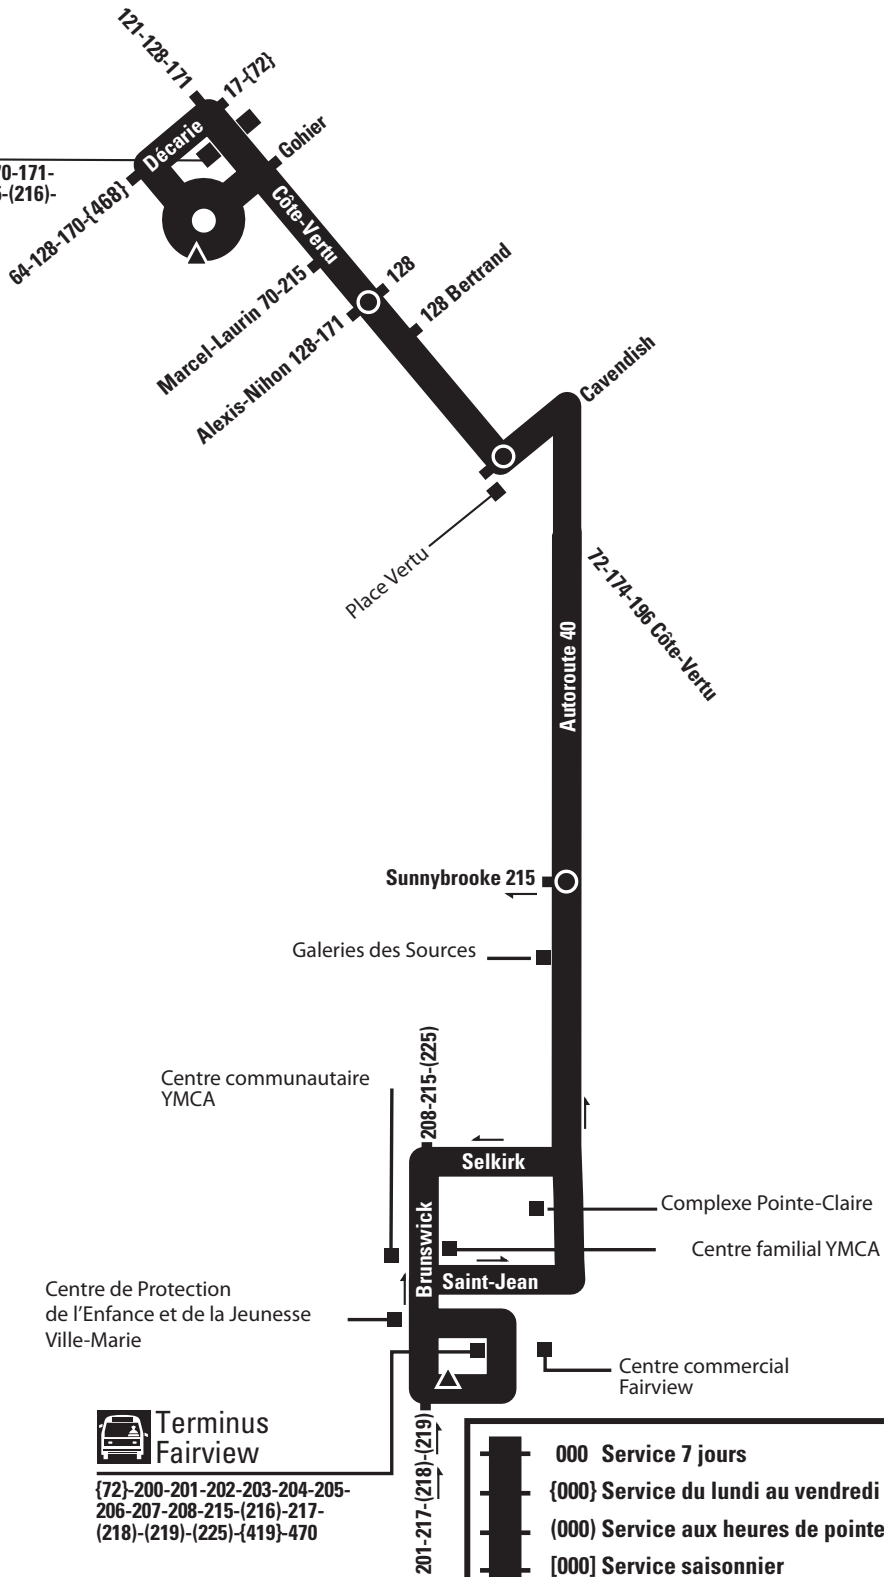 121-128-171
17-{72}
Décarie
Gohier
70-171-
-(216)-
64-128-170-{468}
Côte-Vertu
128
Marcel-Laurin 70-215
128 Bertrand
Alexis-Nihon 128-171
Cavendish
Place Vertu
72-174-196 Côte-Vertu
Autoroute 40
Sunnybrooke 215
Galeries des Sources
208-215-(225)
Centre communautaire
YMCA
Selkirk
Complexe Pointe-Claire
Brunswick
Centre familial YMCA
Saint-Jean
Centre de Protection
de l'Enfance et de la Jeunesse
Ville-Marie
Centre commercial
Fairview
Terminus
Fairview
{72}-200-201-202-203-204-205-
206-207-208-215-(216)-217-
(218)-(219)-(225)-{419}-470
201-217-(218)-(219)
000 Service 7 jours
{000} Service du lundi au vendredi
(000) Service aux heures de pointe
[000] Service saisonnier